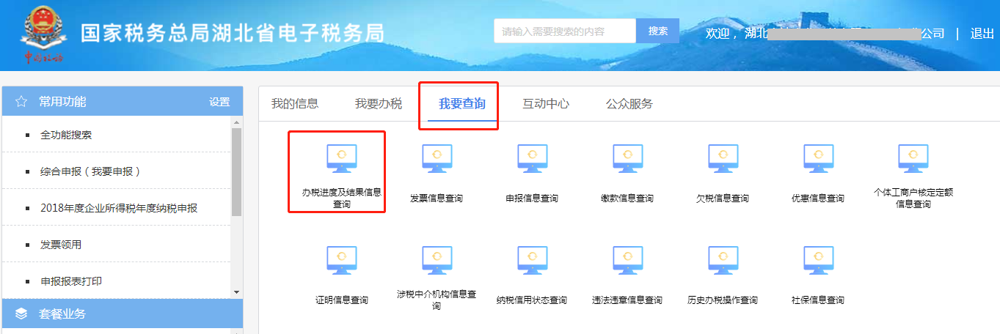 国家税务总局湖北省电子税务局
请输入需要搜索的内容
搜索
欢迎，湖北
公司 | 退出
中国税务
常用功能
设置
全功能搜索
综合申报（我要申报）
2018年度企业所得税年度纳税申报
发票领用
申报报表打印
套餐业务
我的信息
我要办税
我要查询
互动中心
公众服务
办税进度及结果信息
查询
发票信息查询
申报信息查询
缴款信息查询
欠税信息查询
优惠信息查询
个体工商户核定定额
信息查询
证明信息查询
涉税中介机构信息查
询
纳税信用状态查询
违法违章信息查询
历史办税操作查询
社保信息查询